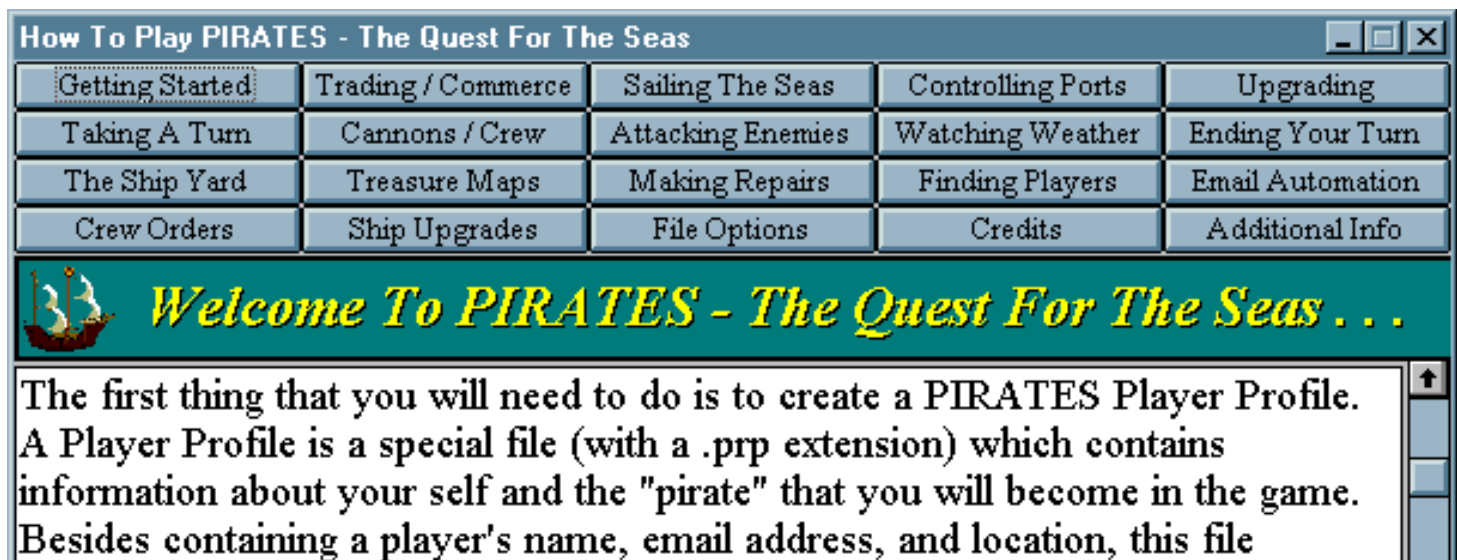 How To Play PIRATES - The Quest For The Seas
Getting Started Trading / Commerce Sailing The Seas Controlling Ports Upgrading
Taking A Turn Cannons / Crew Attacking Enemies Watching Weather Ending Your Turn
The Ship Yard Treasure Maps Making Repairs Finding Players Email Automation
Crew Orders Ship Upgrades File Options Credits Additional Info
Welcome To PIRATES - The Quest For The Seas . . .
The first thing that you will need to do is to create a PIRATES Player Profile.
A Player Profile is a special file (with a .prp extension) which contains
information about your self and the "pirate" that you will become in the game.
Besides containing a player's name, email address, and location, this file